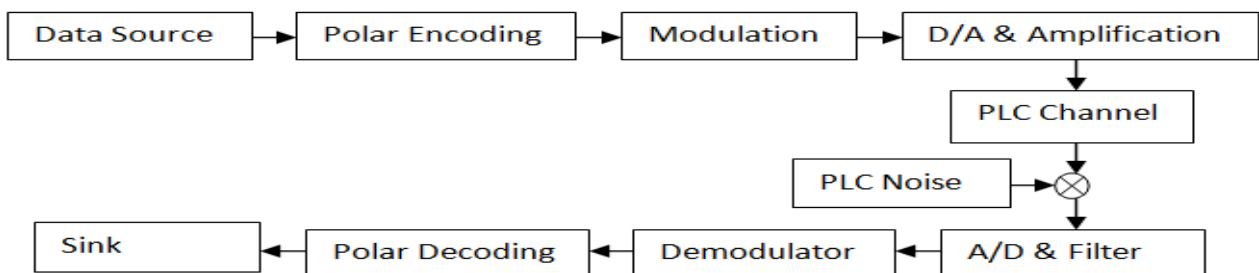 Data Source
Polar Encoding
Modulation
D/A & Amplification
PLC Channel
PLC Noise
Sink
Polar Decoding
Demodulator
A/D & Filter